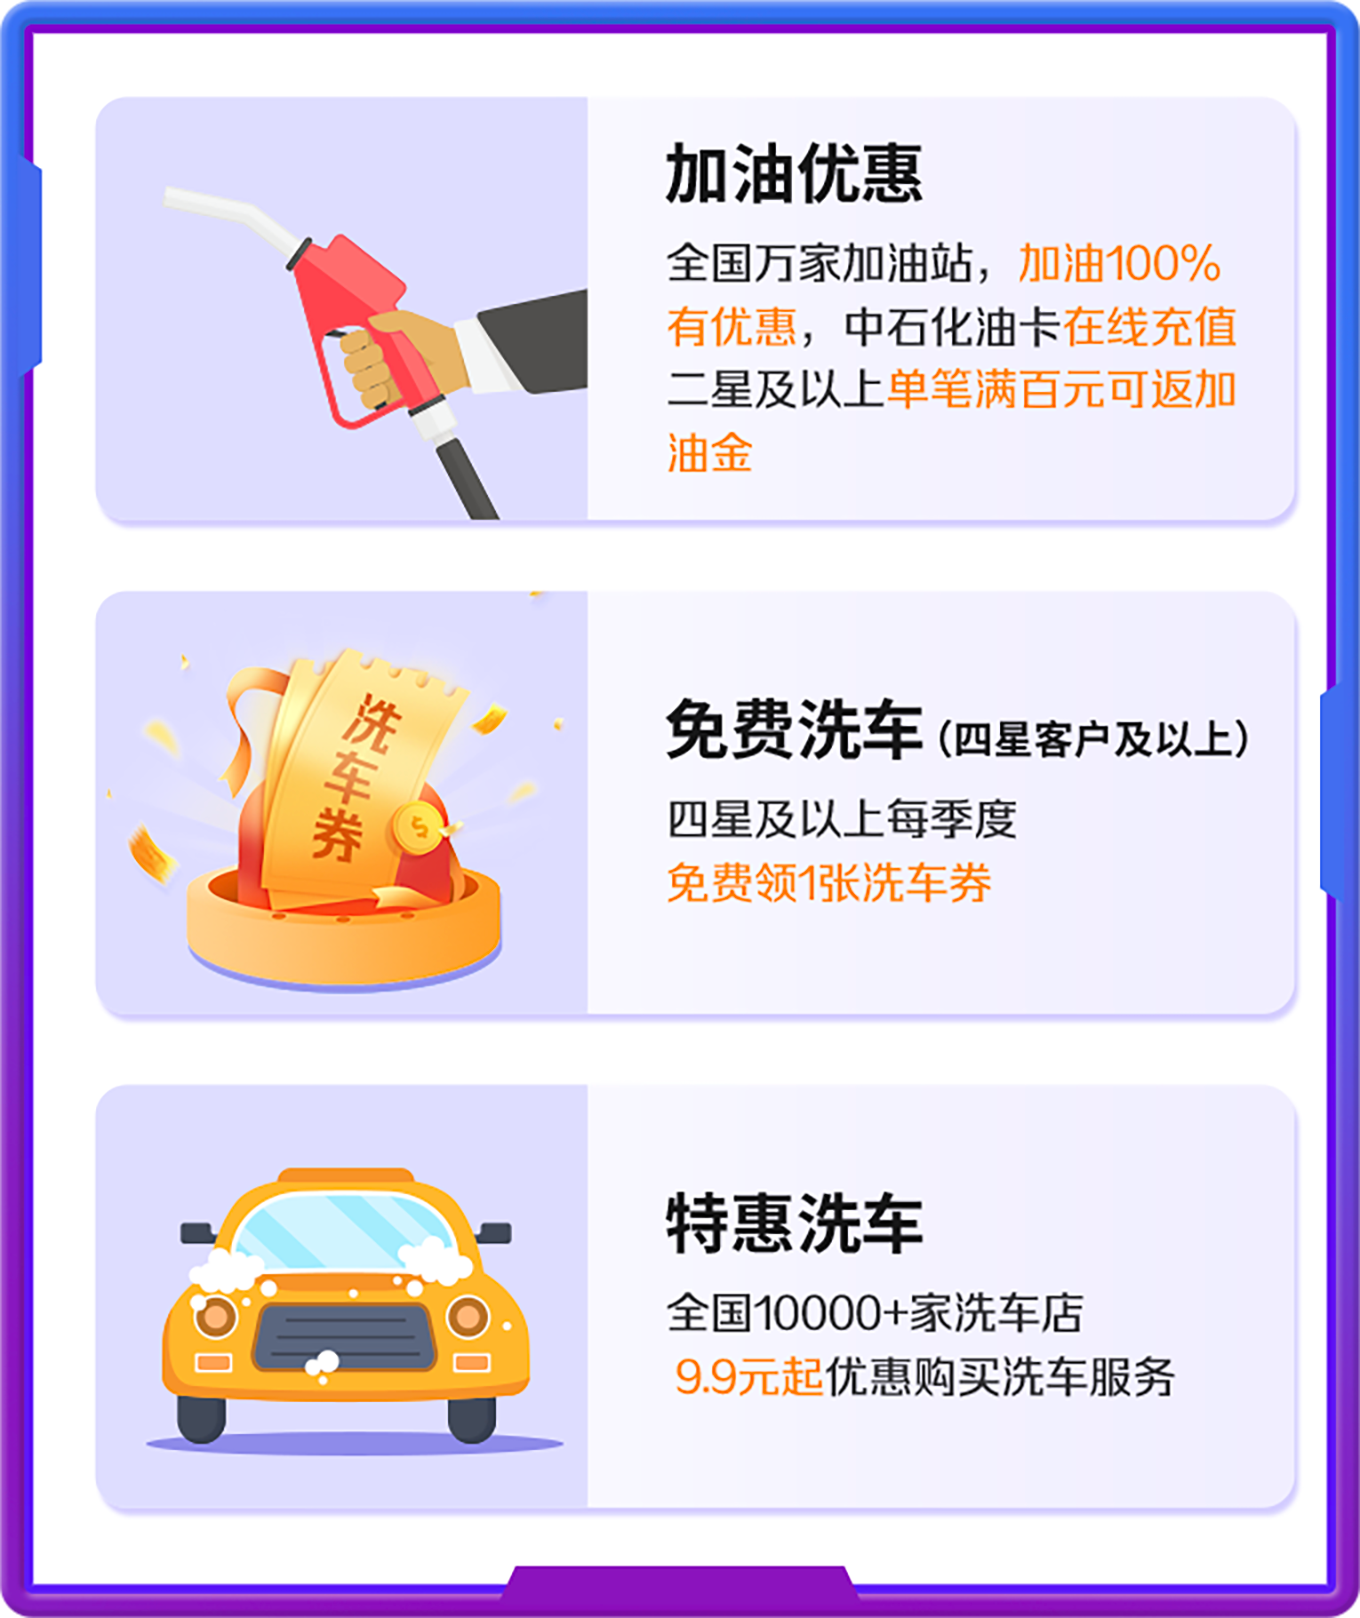 加油优惠
全国万家加油站，加油100%
有优惠，中石化油卡在线充值
二星及以上单笔满百元可返加
油金
洗车券
免费洗车（四星客户及以上）
四星及以上每季度
免费领1张洗车券
特惠洗车
全国10000+家洗车店
9.9元起优惠购买洗车服务